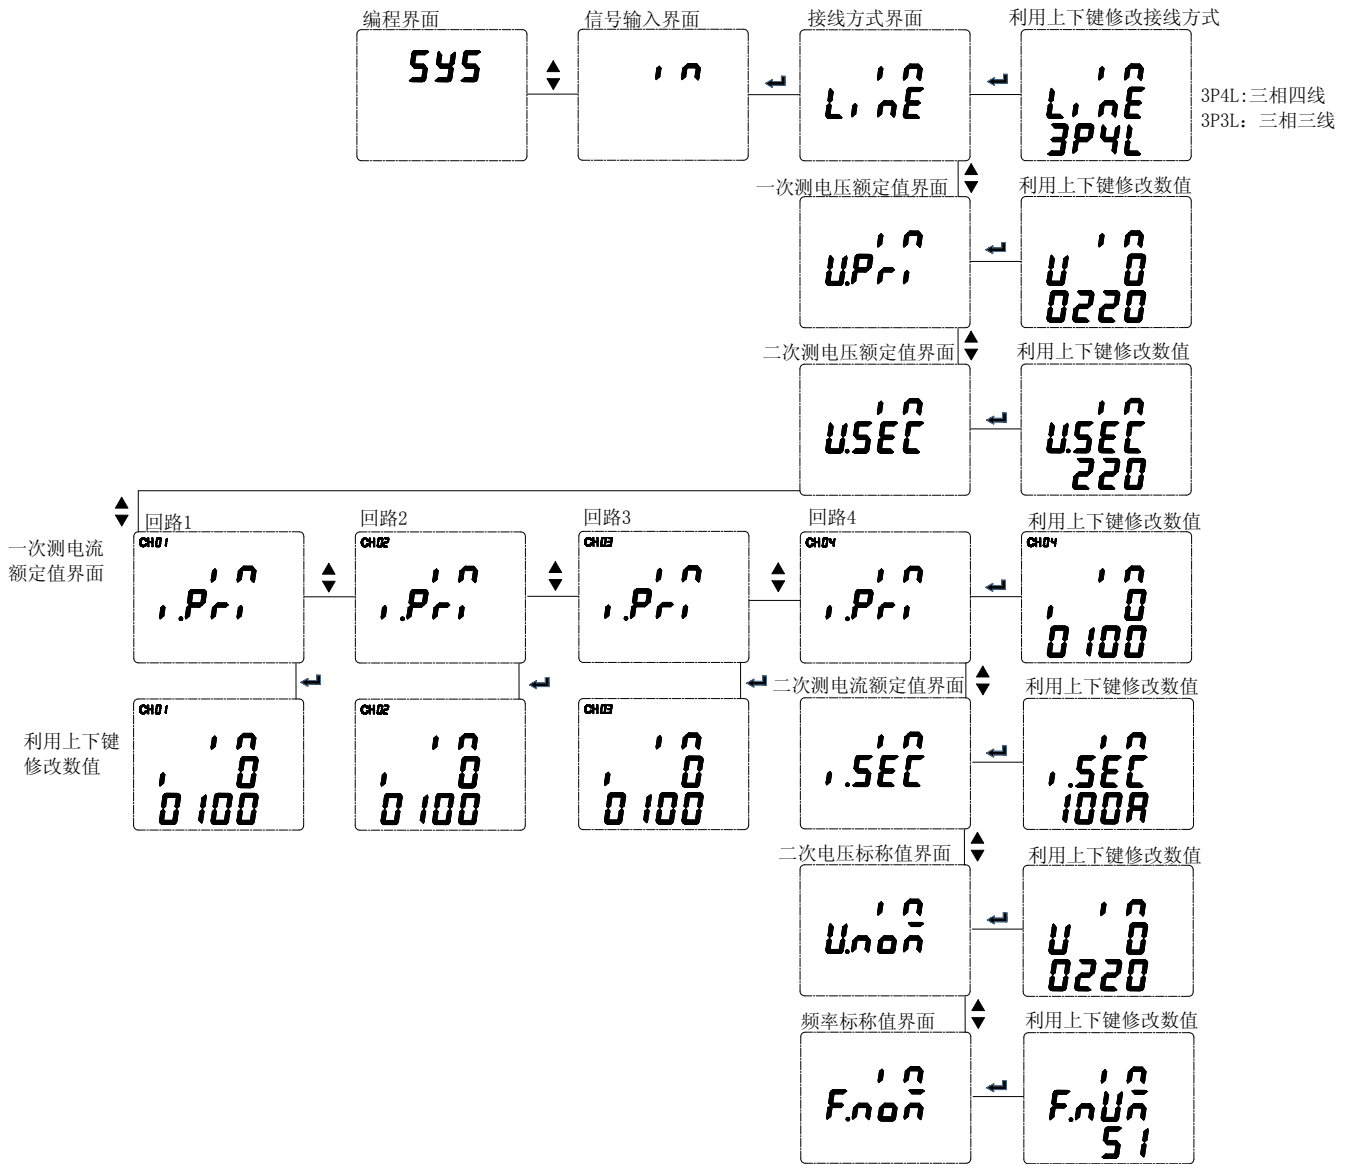 编程界面
信号输入界面
接线方式界面
利用上下键修改接线方式
SYS
in
in
LinE
in
LinE
3P4L
3P4L:三相四线
3P3L: 三相三线
一次测电压额定值界面
利用上下键修改数值
in
U.Pri
in
U 0
0220
二次测电压额定值界面
利用上下键修改数值
in
U.SEC
in
U.SEC
220
一次测电流
额定值界面
回路1
回路2
回路3
回路4
利用上下键修改数值
CH01
in
i.Pri
CH02
in
i.Pri
CH03
in
i.Pri
CH04
in
i.Pri
CH04
in
i 0
0100
利用上下键
修改数值
CH01
in
i 0
0100
CH02
in
i 0
0100
CH03
in
i 0
0100
二次测电流额定值界面
利用上下键修改数值
in
i.SEC
in
i.SEC
100A
二次电压标称值界面
利用上下键修改数值
in
U.non̄
in
U 0
0220
频率标称值界面
利用上下键修改数值
in
F.non̄
in
F.nUn̄
51